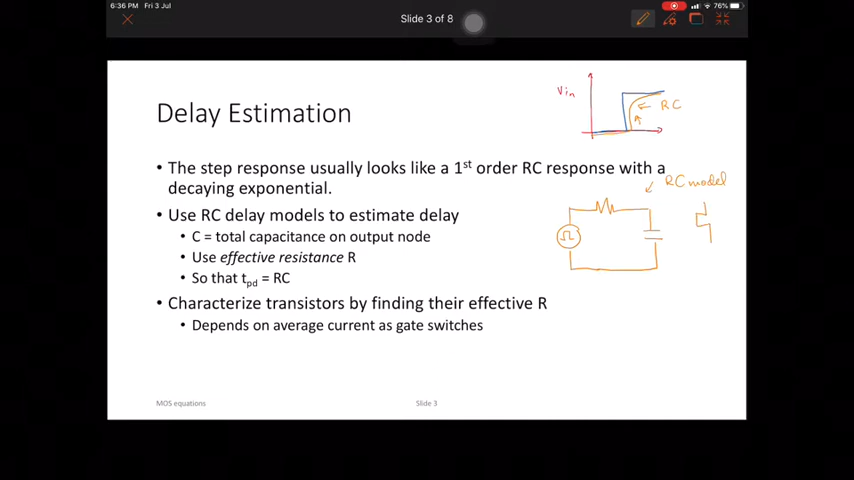 6:36 PM Fri 3 Jul
76%
Slide 3 of 8
Delay Estimation
Vin
RC
• The step response usually looks like a 1st order RC response with a
decaying exponential.
RC model
• Use RC delay models to estimate delay
• C = total capacitance on output node
• Use effective resistance R
• So that tpd = RC
• Characterize transistors by finding their effective R
• Depends on average current as gate switches
MOS equations
Slide 3